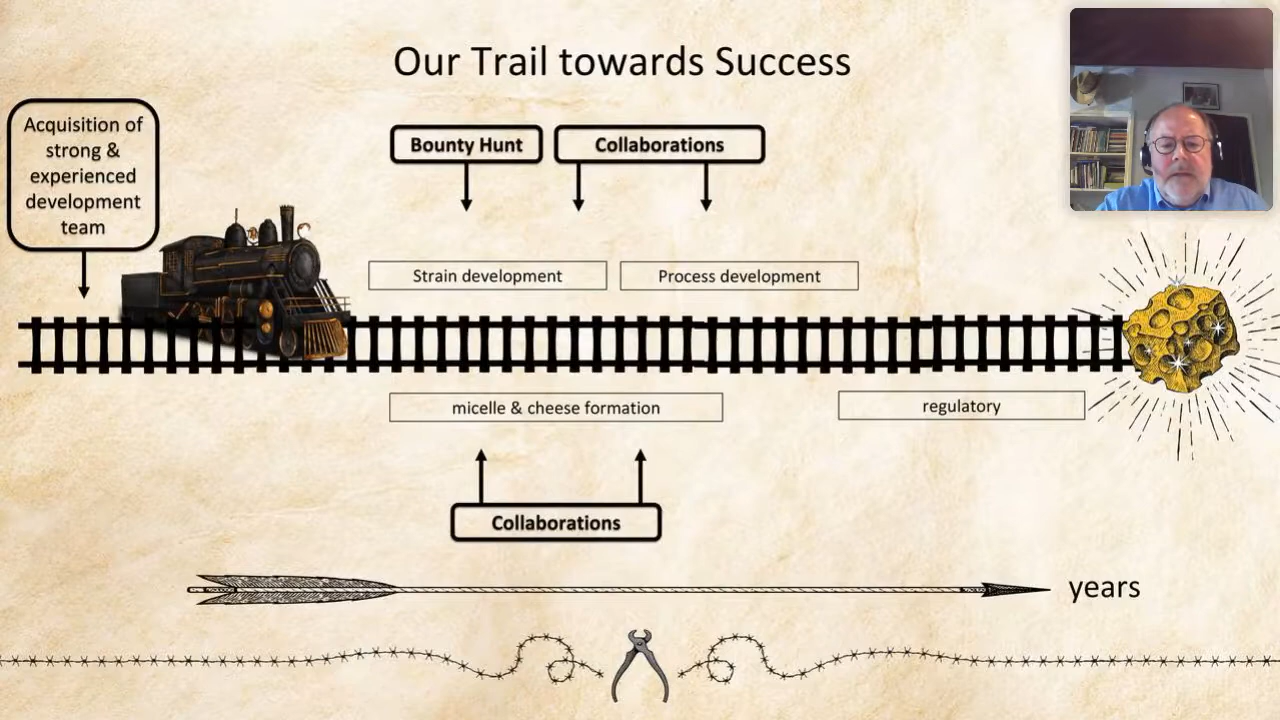 Our Trail towards Success
Acquisition of
strong &
experienced
development
team
Bounty Hunt
Collaborations
Strain development
Process development
micelle & cheese formation
regulatory
Collaborations
years